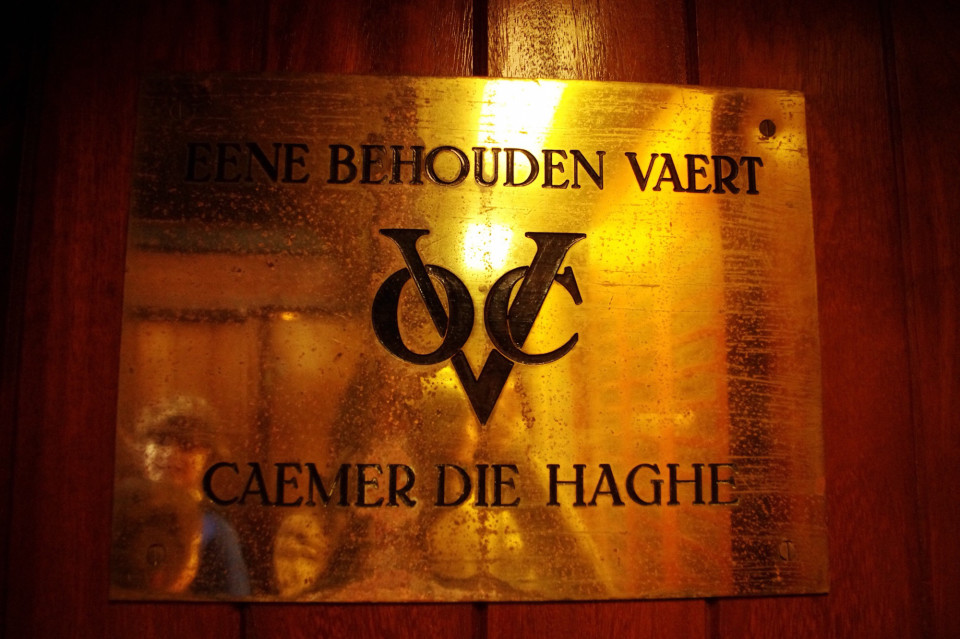 EENE BEHOUDEN VAERT
VOC
CAEMER DIE HAGHE